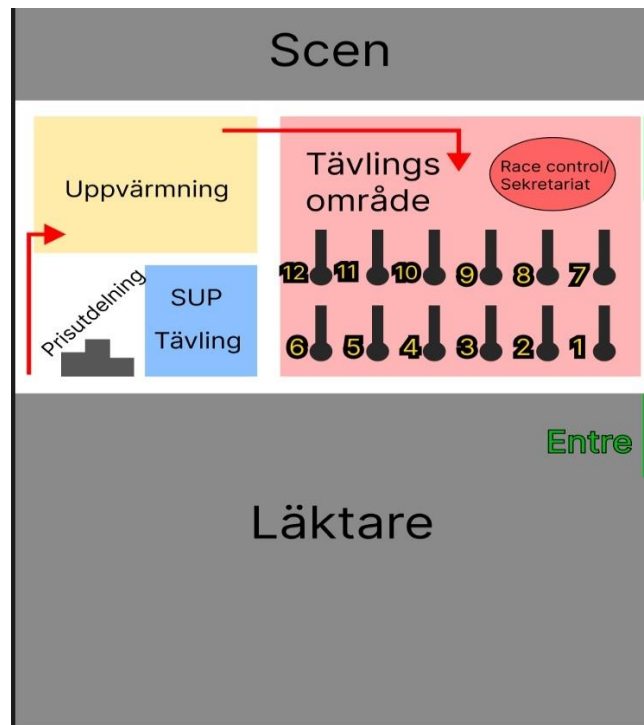 Scen
Uppvärmning
Tävlings
område
Race control/
Sekretariat
12 11 10 9 8 7
Prisutdelning
SUP
Tävling
6 5 4 3 2 1
Entre
Läktare